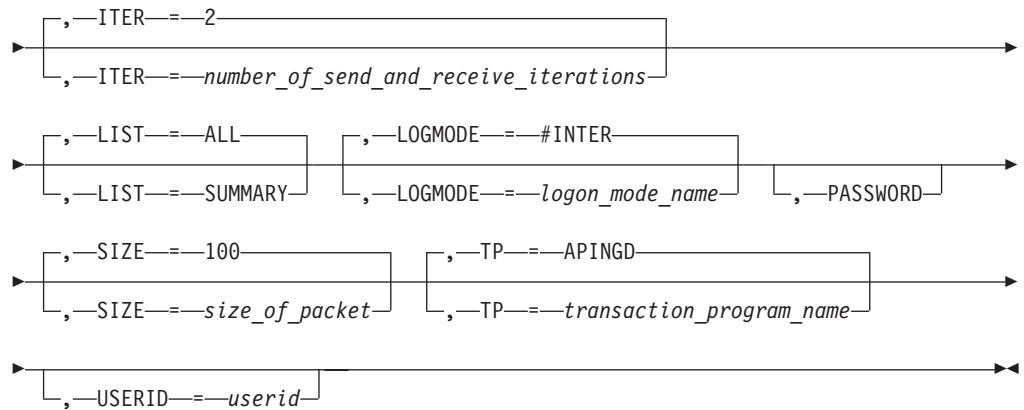 , ITER = 2
, ITER = number_of_send_and_receive_iterations
, LIST = ALL , LOGMODE = #INTER
, LIST = SUMMARY , LOGMODE = logon_mode_name , PASSWORD
, SIZE = 100 , TP = APINGD
, SIZE = size_of_packet , TP = transaction_program_name
, USERID = userid